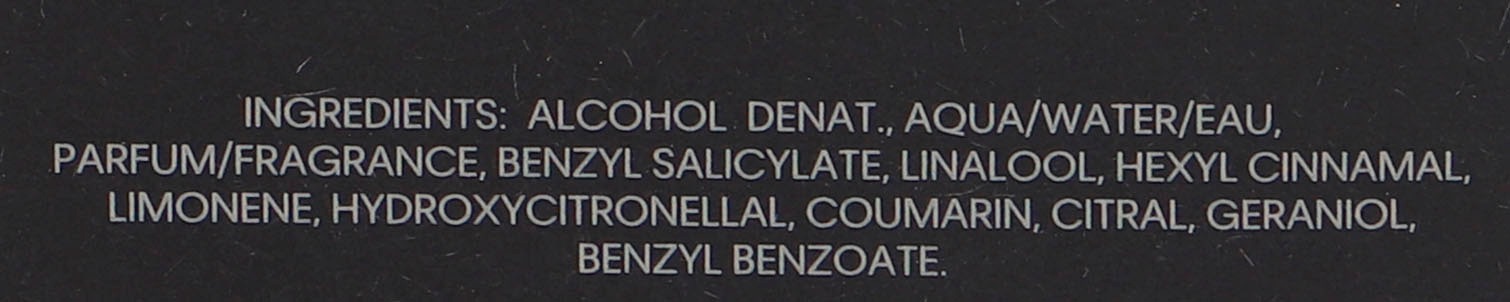 INGREDIENTS: ALCOHOL DENAT., AQUA/WATER/EAU,
PARFUM/FRAGRANCE, BENZYL SALICYLATE, LINALOOL, HEXYL CINNAMAL,
LIMONENE, HYDROXYCITRONELLAL, COUMARIN, CITRAL, GERANIOL,
BENZYL BENZOATE.